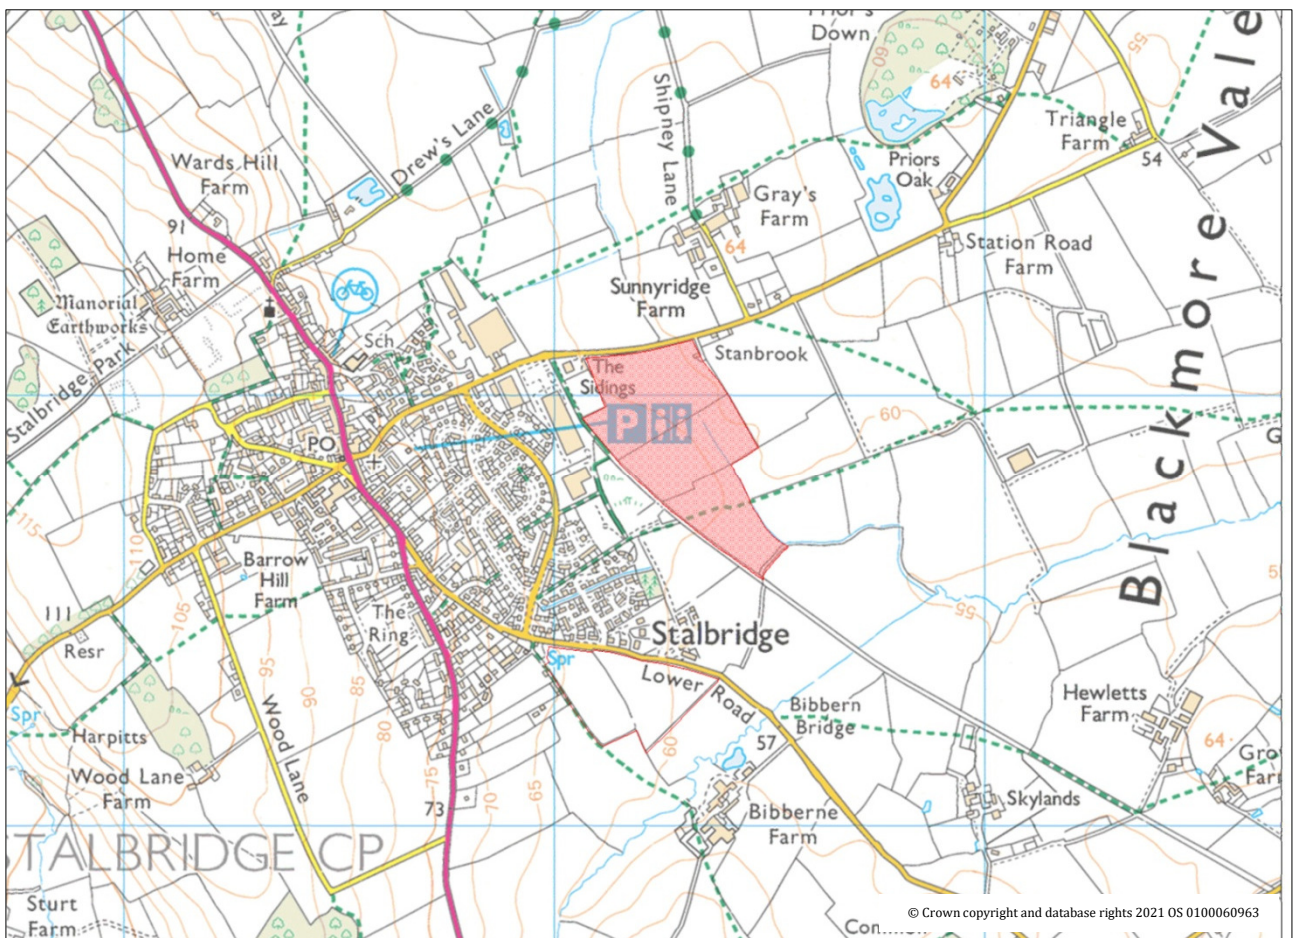 Prior's
Down
64
60
55
Vale
Shipney Lane
Triangle
Farm
54
Drew's Lane
Wards Hill
Farm
Priors
Oak
Gray's
Farm
91
64
Station Road
Farm
Home
Farm
Manorial
Earthworks
Sunnyridge
Farm
Sch
Stanbrook
The
Sidings
Stalbridge Park
Blackmore
60
P
PO
115
110
Barrow
Hill
Farm
105
111
Resr
The
Ring
55
Stalbridge
Spr
Lower Road
95
90
85
80
Wood Lane
Hewletts
Farm
Bibbern
Bridge
57
60
64
Spr
Harpitts
Wood Lane
Farm
75
70
65
73
Skylands
Bibberne
Farm
STALBRIDGE CP
Sturt
Farm
© Crown copyright and database rights 2021 OS 0100060963